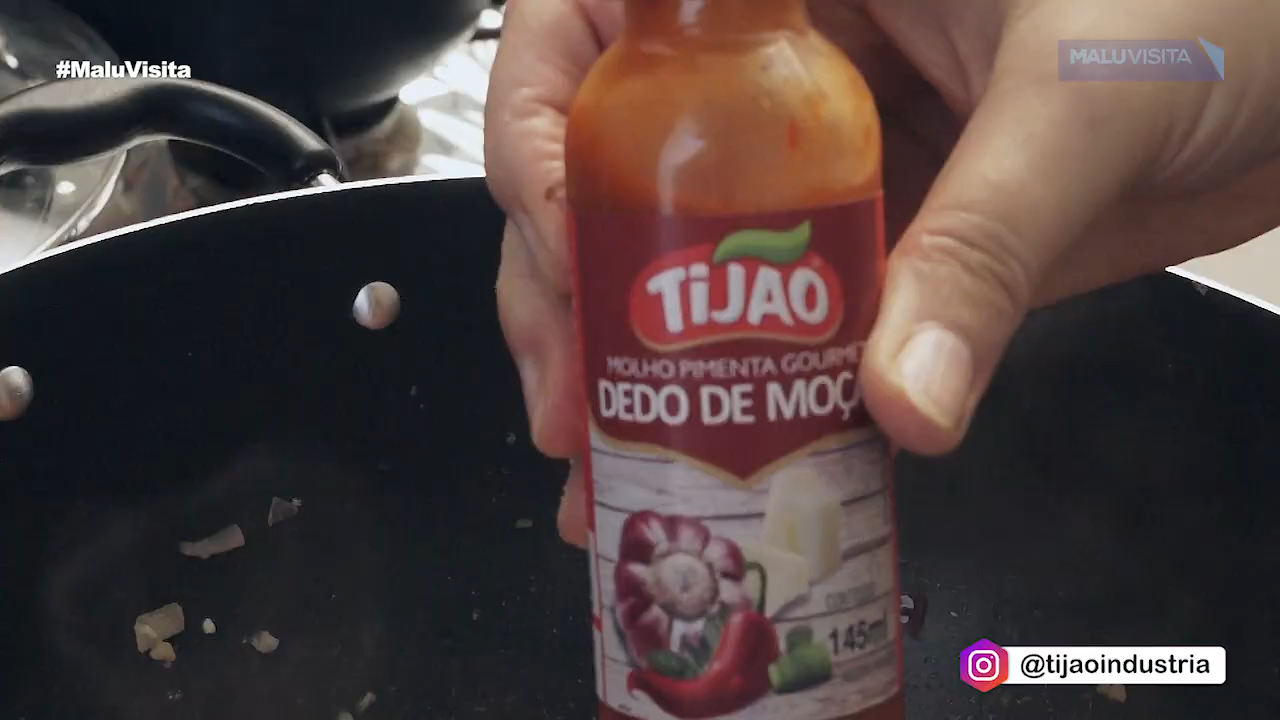 #MaluVisita
MALUVISITA
TiJAO
MOLHO PIMENTA GOURMET
DEDO DE MOÇA
145ml
@tijaoindustria